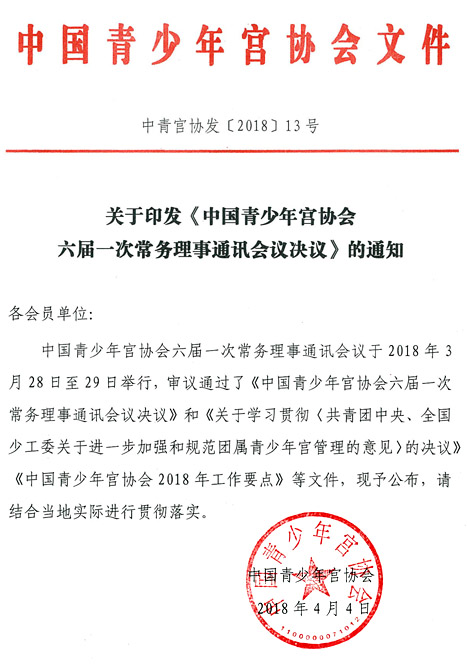 中国青少年宫协会文件
中青宫协发〔2018〕13号
关于印发《中国青少年宫协会
六届一次常务理事通讯会议决议》的通知
各会员单位：
中国青少年宫协会六届一次常务理事通讯会议于2018年3
月28日至29日举行，审议通过了《中国青少年宫协会六届一次
常务理事通讯会议决议》和《关于学习贯彻〈共青团中央、全国
少工委关于进一步加强和规范团属青少年宫管理的意见〉的决议》
《中国青少年宫协会2018年工作要点》等文件，现予公布，请
结合当地实际进行贯彻落实。
中国青少年宫协会
2018年4月4日
中国青少年宫协会